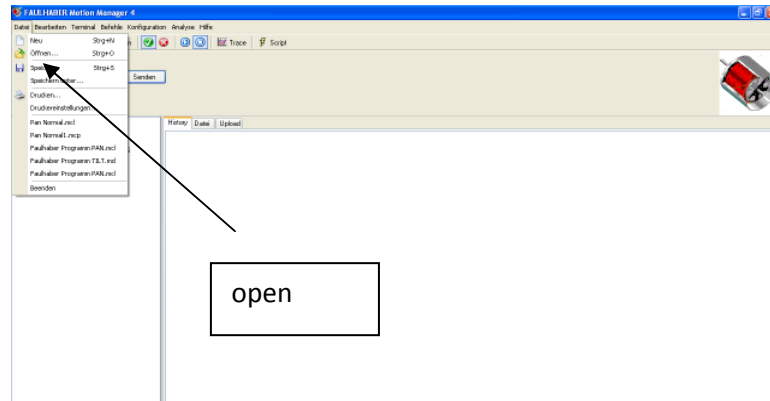 FAULHABER Motion Manager 4
Datei Bearbeiten Terminal Befehle Konfiguration Analyse Hilfe
Neu Strg+N
Trace Script
Öffnen... Strg+O
Strg+S
Senden
Drucken...
Druckereinstellungen
Pan Normal.mcl
History Datei Upload
Pan Normal1.mcp
Faulhaber Programm PAN.mcl
Faulhaber Programm TILT.mcl
Faulhaber Programm PAN.mcl
Beenden
open